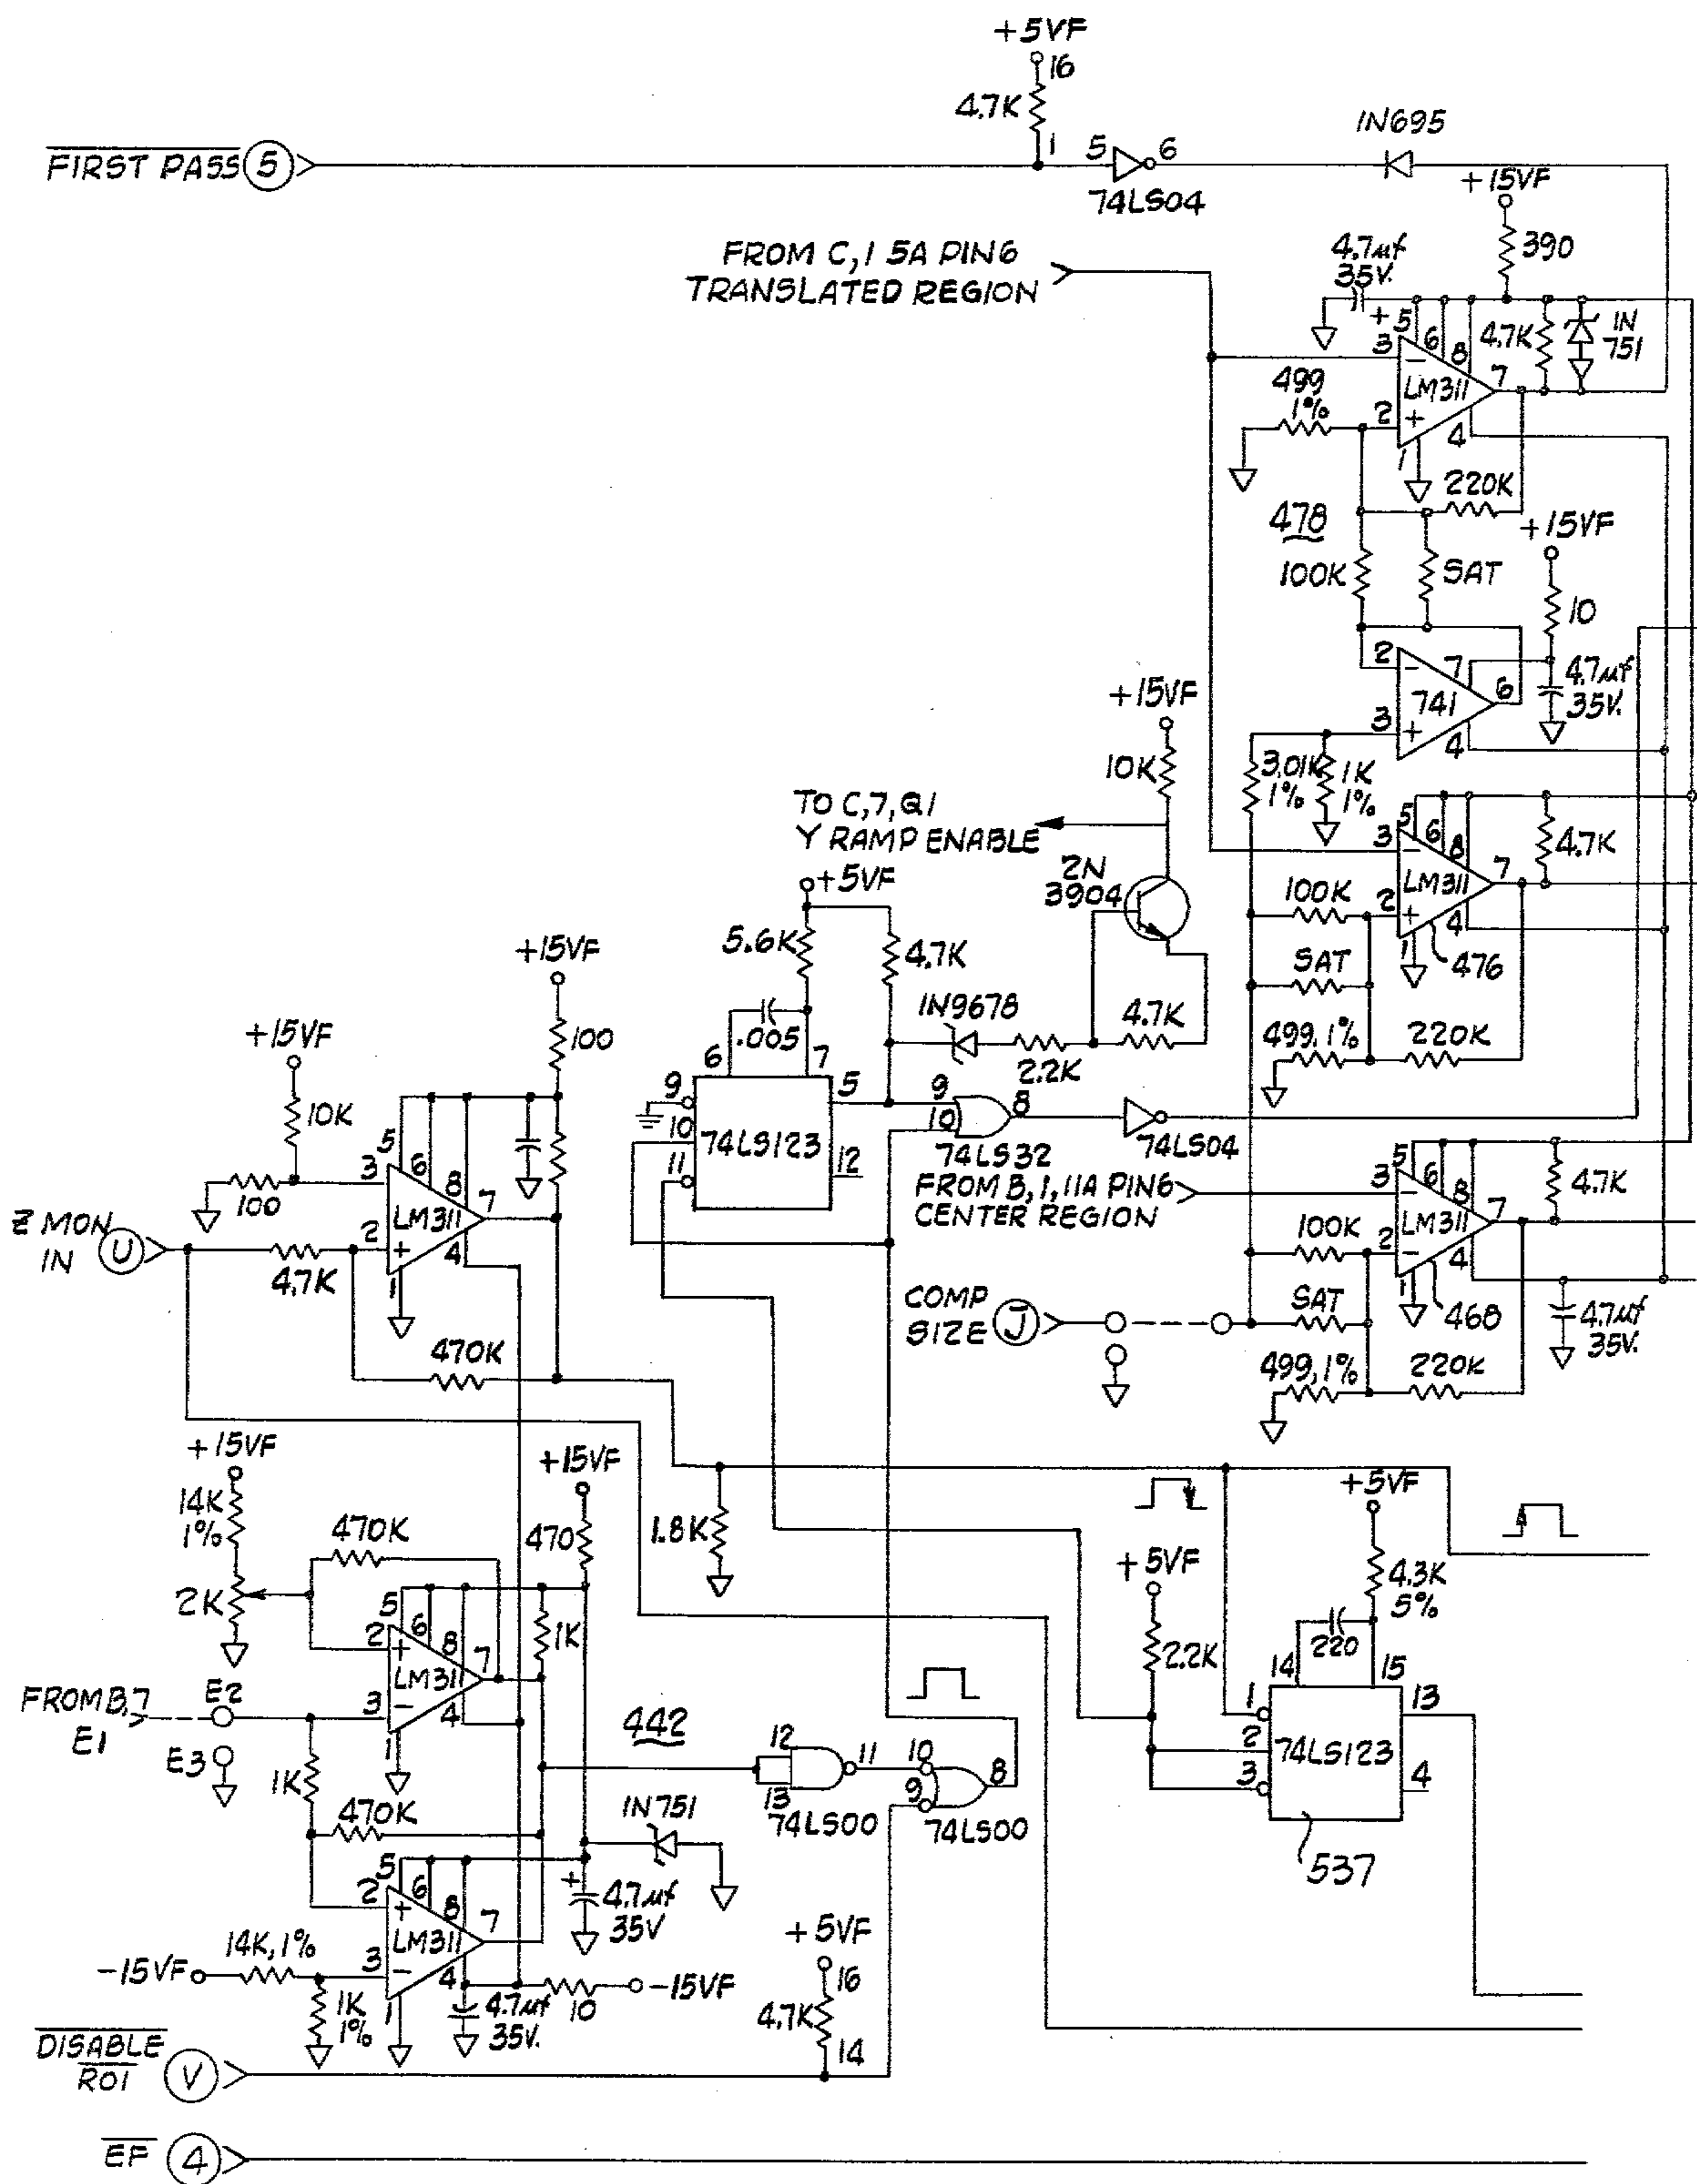 +5VF
16
4.7K
1
FIRST PASS 5
5
6
74LS04
1N695
+15VF
390
FROM C,1 5A PIN6
TRANSLATED REGION
4.7µf
35V.
+
5
6
8
3
−
LM311
7
4.7K
1N
751
499
1%
2
+
4
1
220K
478
+15VF
100K
SAT
10
2
−
7
741
6
4.7µf
35V.
3
+
4
+15VF
10K
3.01K
1%
1K
1%
TO C,7,Q1
Y RAMP ENABLE
2N
3904
5
6
8
3
−
LM311
7
4.7K
100K
2
+
4
1
476
SAT
499,1%
220K
+5VF
5.6K
4.7K
1N967B
4.7K
2.2K
.005
6
7
9
10
11
74LS123
5
12
9
10
8
74LS32
74LS04
+15VF
100
+15VF
10K
5
6
8
3
−
LM311
7
100
2
+
4
1
Z MON
IN U
4.7K
470K
FROM B,1,11A PIN6
CENTER REGION
5
6
8
3
−
LM311
7
4.7K
100K
2
−
4
1
468
COMP
SIZE J
SAT
4.7µf
35V.
499,1%
220K
+15VF
14K
1%
470K
+15VF
470
1.8K
2K
5
6
8
2
+
LM311
7
1K
FROM B,7
E1
E2
3
−
4
1
E3
1K
470K
442
12
13
11
74LS00
10
9
8
74LS00
1N751
+
4.7µf
35V
+5VF
2.2K
+5VF
4.3K
5%
220
14
15
1
2
3
74LS123
13
4
537
5
6
8
2
+
LM311
7
-15VF
14K,1%
3
−
4
1
1K
1%
4.7µf
35V.
10
-15VF
+5VF
16
4.7K
14
DISABLE
ROI V
EF 4